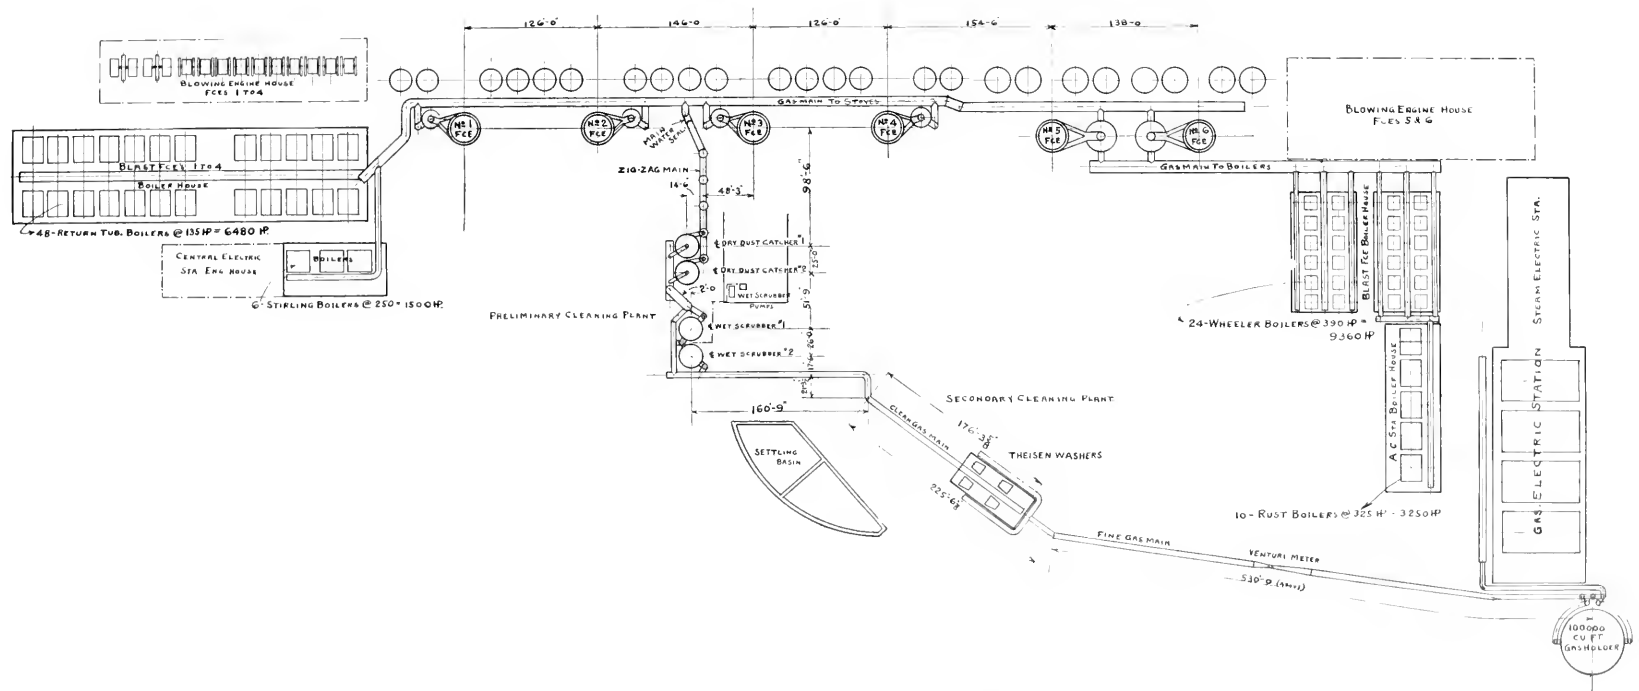 126'-0"
146-0
126'-0"
154-6"
138-0
BLOWING ENGINE HOUSE
FCES 1 TO 4
GAS MAIN TO STOVES
BLOWING ENGINE HOUSE
FCES 5 & 6
Nº 1
FCE
Nº 2
FCE
MAIN
WATER
SEAL
Nº 3
FCE
Nº 4
FCE
Nº 5
FCE
Nº 6
FCE
BLAST FCES 1 TO 4
BOILER HOUSE
ZIG-ZAG MAIN
14-6"
48'-3"
98'-6"
GAS MAIN TO BOILERS
48-RETURN TUB. BOILERS @ 135 HP = 6480 HP.
CENTRAL ELECTRIC
STA ENG HOUSE
BOILERS
6-STIRLING BOILERS @ 250 = 1500 HP.
℄ DRY DUST CATCHER #1
25'-0"
℄ DRY DUST CATCHER #2
2'-0
WET SCRUBBER
PUMPS
51'-9
PRELIMINARY CLEANING PLANT
℄ WET SCRUBBER #1
26'-0"
℄ WET SCRUBBER #2
17'-6
160'-9"
BLAST FCE BOILER HOUSE
24-WHEELER BOILERS @ 390 HP =
9360 HP
A C STA BOILER HOUSE
10-RUST BOILERS @ 325 HP - 3250 HP
GAS. ELECTRIC STATION
STEAM ELECTRIC STA.
SECONDARY CLEANING PLANT
CLEAN GAS MAIN
176'-3⅝"
THEISEN WASHERS
SETTLING
BASIN
FINE GAS MAIN
VENTURI METER
530'-0
100000
CU FT
GASHOLDER